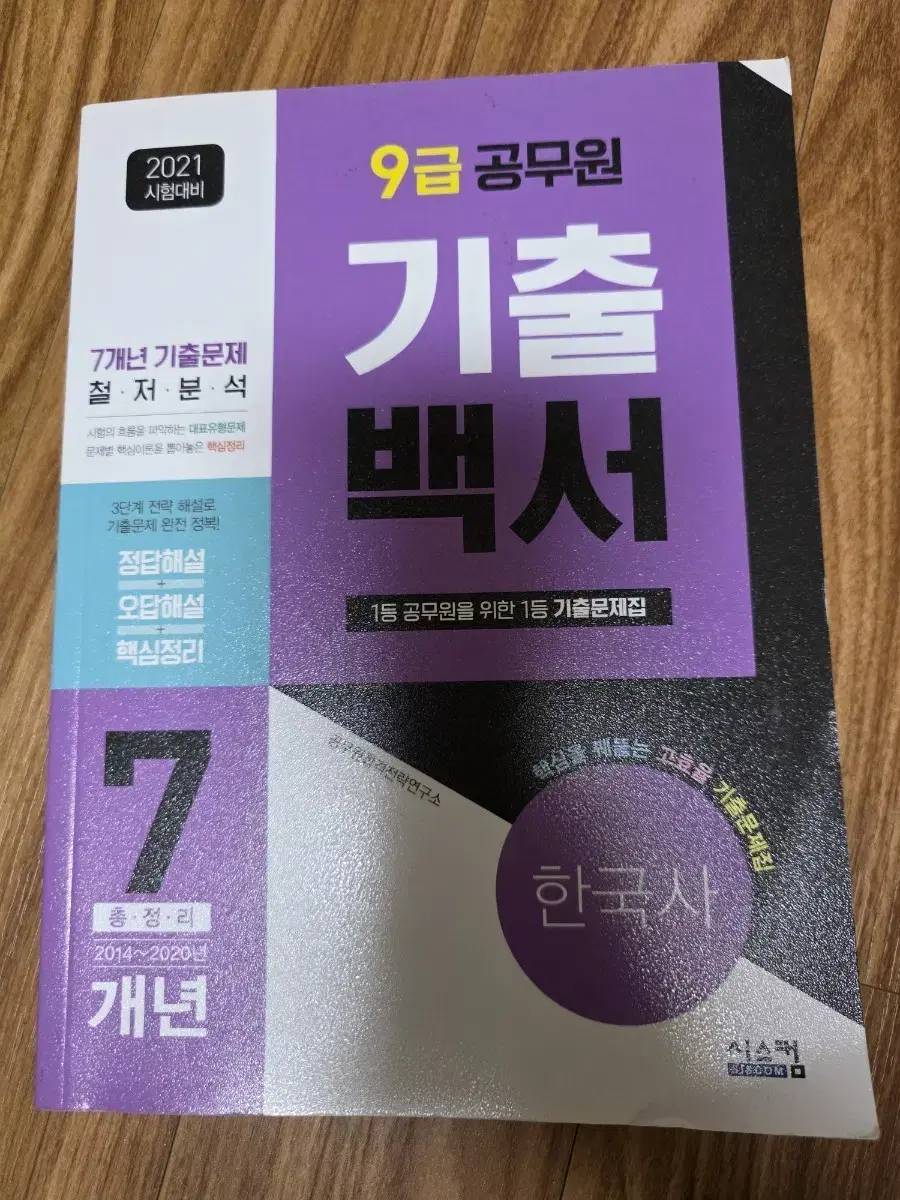 2021
시험대비
7개년 기출문제
철·저·분·석
시험의 흐름을 파악하는 대표유형문제
문제별 핵심이론을 뽑아놓은 핵심정리
3단계 전략 해설로
기출문제 완전 정복!
정답해설
+
오답해설
+
핵심정리
7
총·정·리
2014~2020년
개년
9급 공무원
기출
백서
1등 공무원을 위한 1등 기출문제집
공무원전략연구소
핵심을 꿰뚫는 고효율 기출문제집
한국사
시스컴
SISCOM